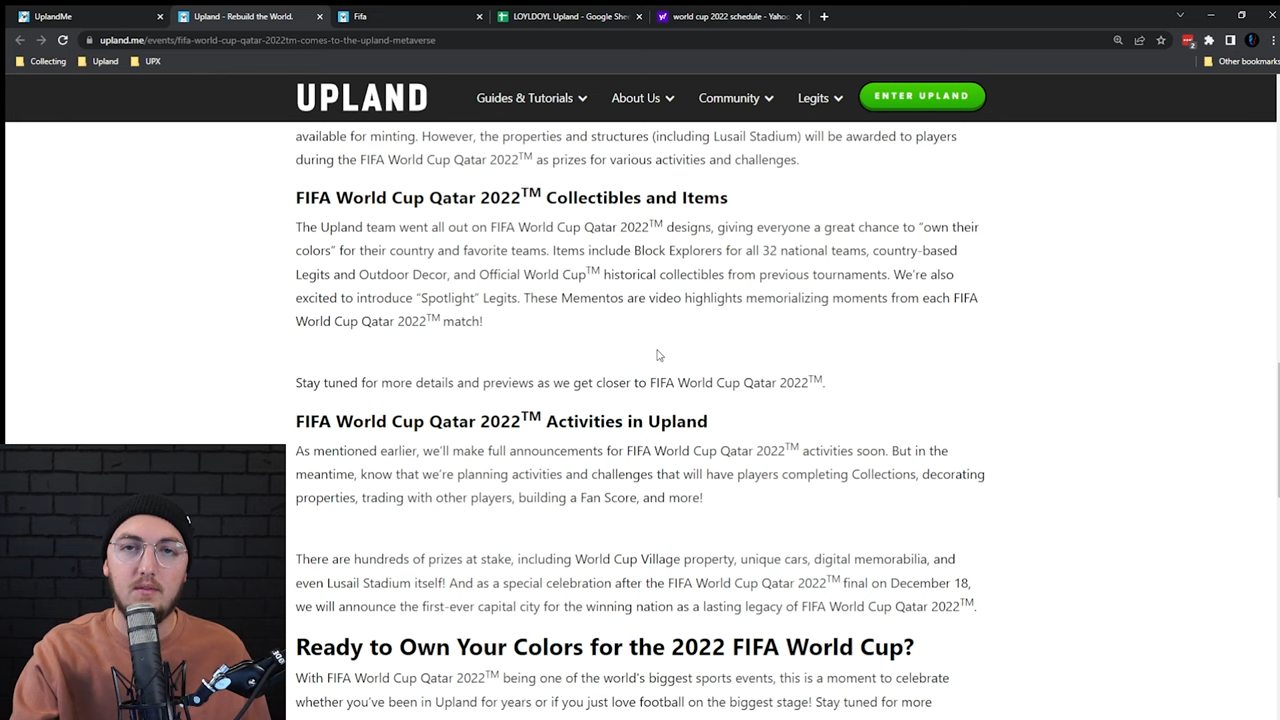 UplandMe
Upland - Rebuild the World.
Fifa
LOYLDOYL Upland - Google She
world cup 2022 schedule - Yahoo
upland.me/events/fifa-world-cup-qatar-2022tm-comes-to-the-upland-metaverse
2
Collecting
Upland
UPX
Other bookmarks
UPLAND
Guides & Tutorials
About Us
Community
Legits
ENTER UPLAND
available for minting. However, the properties and structures (including Lusail Stadium) will be awarded to players
during the FIFA World Cup Qatar 2022TM as prizes for various activities and challenges.
FIFA World Cup Qatar 2022TM Collectibles and Items
The Upland team went all out on FIFA World Cup Qatar 2022TM designs, giving everyone a great chance to “own their
colors” for their country and favorite teams. Items include Block Explorers for all 32 national teams, country-based
Legits and Outdoor Decor, and Official World CupTM historical collectibles from previous tournaments. We’re also
excited to introduce “Spotlight” Legits. These Mementos are video highlights memorializing moments from each FIFA
World Cup Qatar 2022TM match!
Stay tuned for more details and previews as we get closer to FIFA World Cup Qatar 2022TM.
FIFA World Cup Qatar 2022TM Activities in Upland
As mentioned earlier, we’ll make full announcements for FIFA World Cup Qatar 2022TM activities soon. But in the
meantime, know that we’re planning activities and challenges that will have players completing Collections, decorating
properties, trading with other players, building a Fan Score, and more!
There are hundreds of prizes at stake, including World Cup Village property, unique cars, digital memorabilia, and
even Lusail Stadium itself! And as a special celebration after the FIFA World Cup Qatar 2022TM final on December 18,
we will announce the first-ever capital city for the winning nation as a lasting legacy of FIFA World Cup Qatar 2022TM.
Ready to Own Your Colors for the 2022 FIFA World Cup?
With FIFA World Cup Qatar 2022TM being one of the world's biggest sports events, this is a moment to celebrate
whether you’ve been in Upland for years or if you just love football on the biggest stage! Stay tuned for more